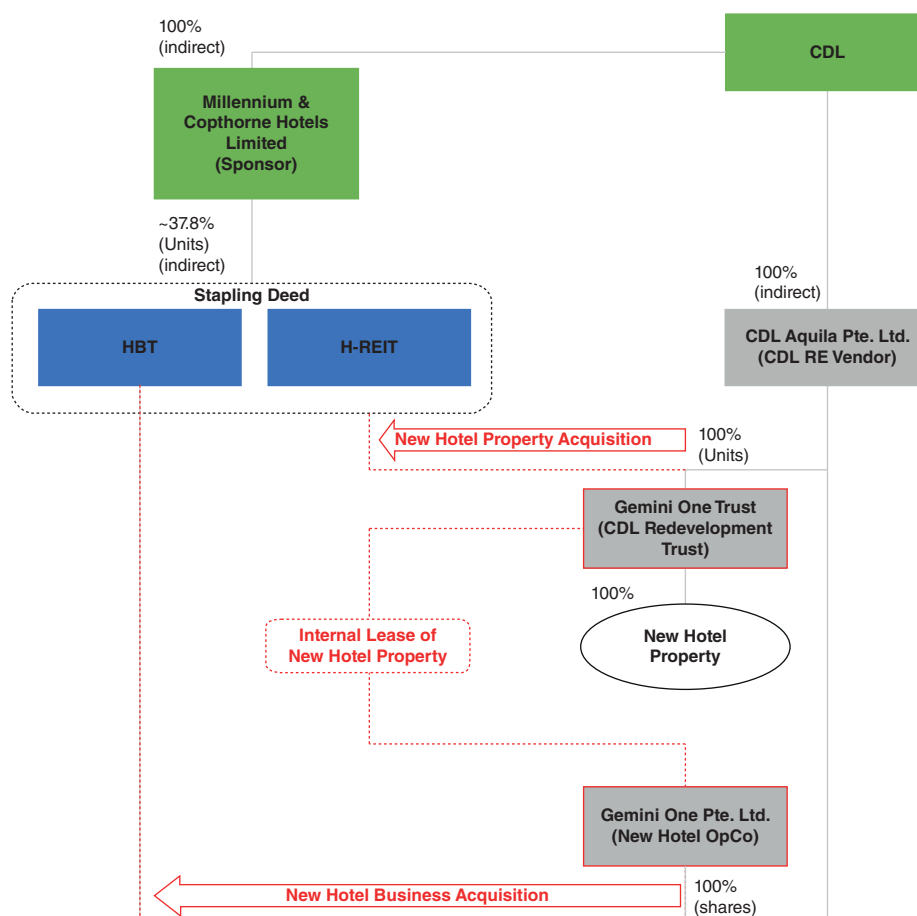 100%
(indirect)
CDL
Millennium &
Copthorne Hotels
Limited
(Sponsor)
~37.8%
(Units)
(indirect)
100%
(indirect)
Stapling Deed
HBT
H-REIT
CDL Aquila Pte. Ltd.
(CDL RE Vendor)
New Hotel Property Acquisition
100%
(Units)
Gemini One Trust
(CDL Redevelopment
Trust)
100%
New Hotel
Property
Internal Lease of
New Hotel Property
Gemini One Pte. Ltd.
(New Hotel OpCo)
New Hotel Business Acquisition
100%
(shares)